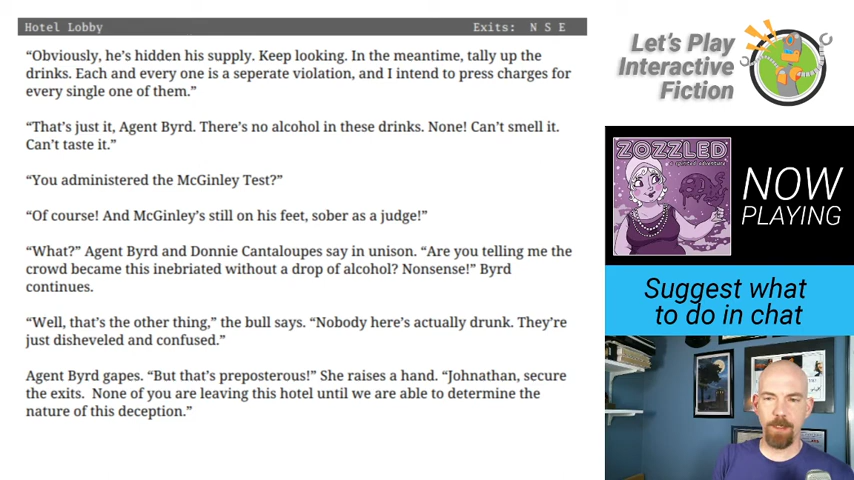 Hotel Lobby Exits: N S E
“Obviously, he’s hidden his supply. Keep looking. In the meantime, tally up the
drinks. Each and every one is a seperate violation, and I intend to press charges for
every single one of them.”
“That’s just it, Agent Byrd. There’s no alcohol in these drinks. None! Can’t smell it.
Can’t taste it.”
“You administered the McGinley Test?”
“Of course! And McGinley’s still on his feet, sober as a judge!”
“What?” Agent Byrd and Donnie Cantaloupes say in unison. “Are you telling me the
crowd became this inebriated without a drop of alcohol? Nonsense!” Byrd
continues.
“Well, that’s the other thing,” the bull says. “Nobody here’s actually drunk. They’re
just disheveled and confused.”
Agent Byrd gapes. “But that’s preposterous!” She raises a hand. “Johnathan, secure
the exits.  None of you are leaving this hotel until we are able to determine the
nature of this deception.”
Let’s Play
Interactive
Fiction
ZOZZLED
a spirited adventure
NOW
PLAYING
Suggest what
to do in chat